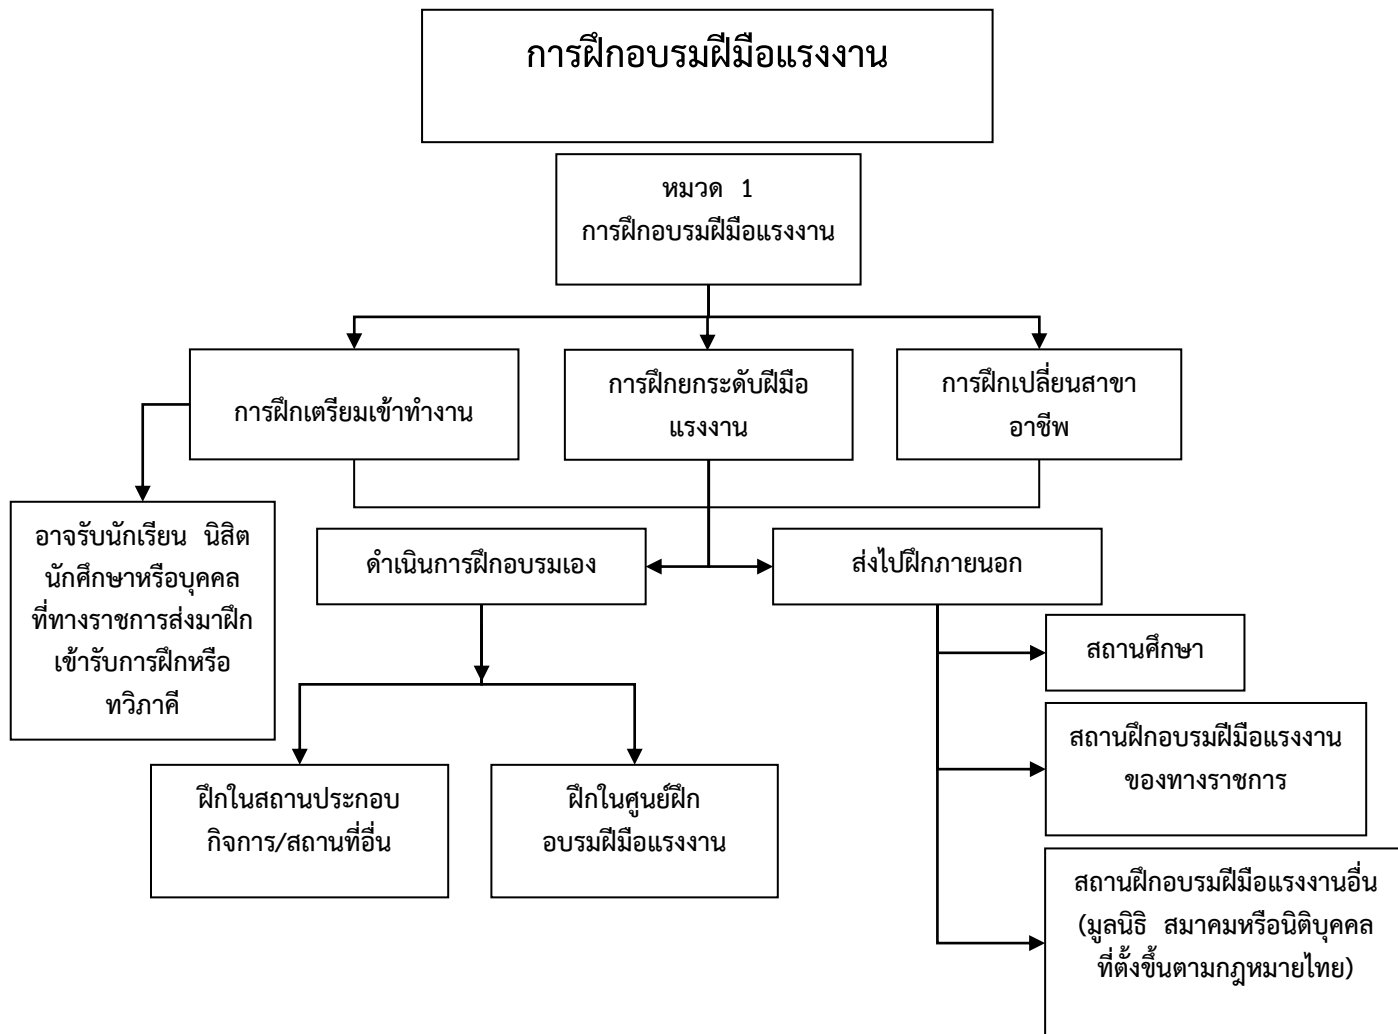 การฝึกอบรมฝีมือแรงงาน
หมวด 1
การฝึกอบรมฝีมือแรงงาน
การฝึกเตรียมเข้าทำงาน
การฝึกยกระดับฝีมือ
แรงงาน
การฝึกเปลี่ยนสาขา
อาชีพ
อาจรับนักเรียน นิสิต
นักศึกษาหรือบุคคล
ที่ทางราชการส่งมาฝึก
เข้ารับการฝึกหรือ
ทวิภาคี
ดำเนินการฝึกอบรมเอง
ส่งไปฝึกภายนอก
สถานศึกษา
สถานฝึกอบรมฝีมือแรงงาน
ของทางราชการ
ฝึกในสถานประกอบ
กิจการ/สถานที่อื่น
ฝึกในศูนย์ฝึก
อบรมฝีมือแรงงาน
สถานฝึกอบรมฝีมือแรงงานอื่น
(มูลนิธิ สมาคมหรือนิติบุคคล
ที่ตั้งขึ้นตามกฎหมายไทย)